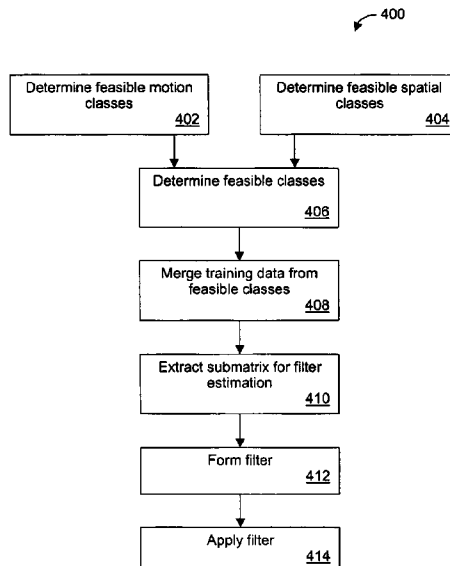 400
Determine feasible motion
classes
402
Determine feasible spatial
classes
404
Determine feasible classes
406
Merge training data from
feasible classes
408
Extract submatrix for filter
estimation
410
Form filter
412
Apply filter
414